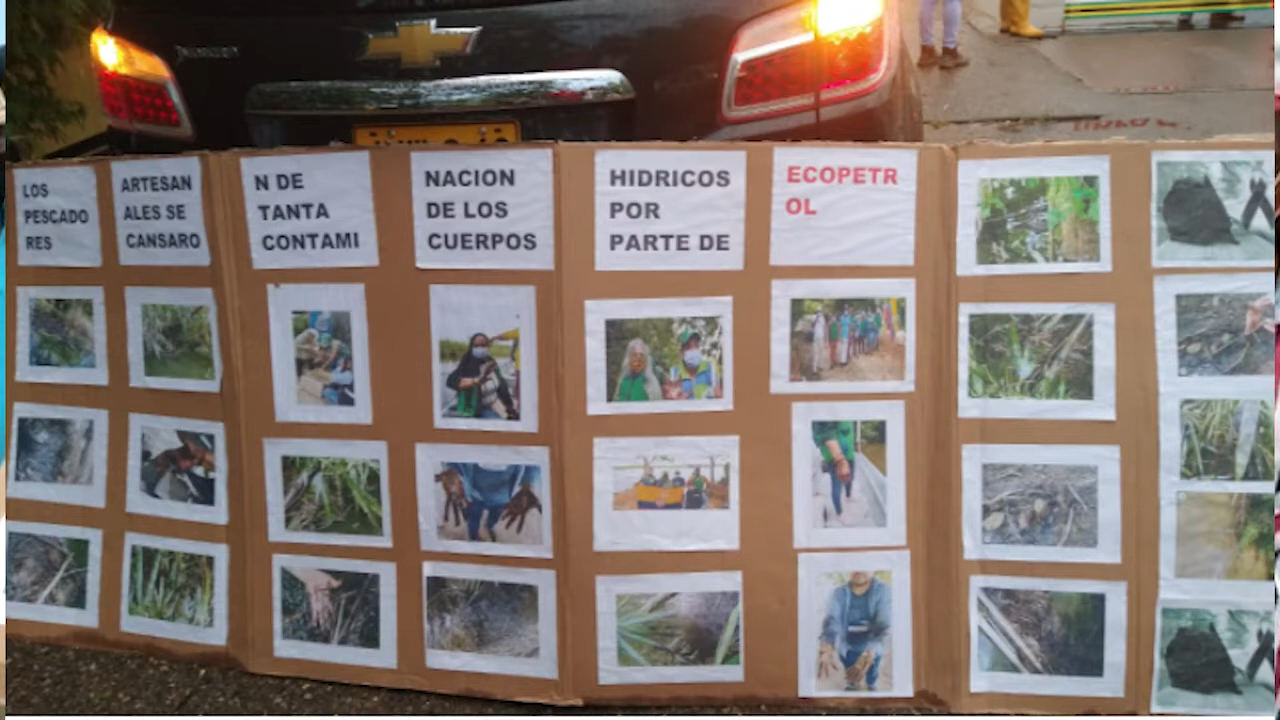 LOS
PESCADO
RES
ARTESAN
ALES SE
CANSARO
N DE
TANTA
CONTAMI
NACION
DE LOS
CUERPOS
HIDRICOS
POR
PARTE DE
ECOPETR
OL